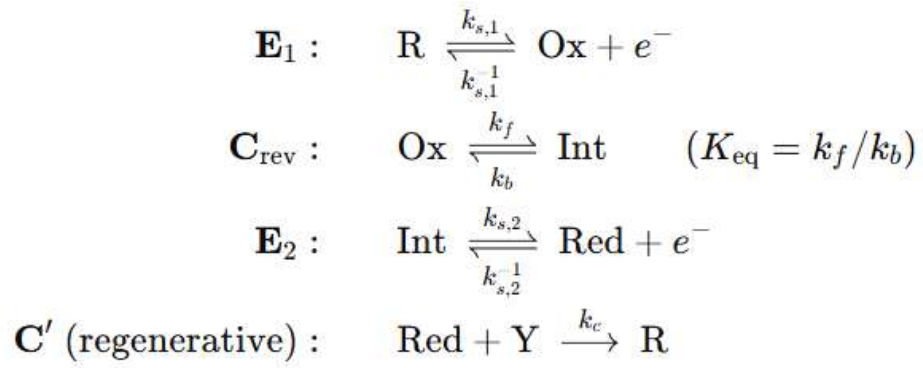 E₁ : R ⇌ Ox + e⁻ (k_{s,1} / k_{s,1}^{-1})
C_rev : Ox ⇌ Int (k_f / k_b) (K_eq = k_f/k_b)
E₂ : Int ⇌ Red + e⁻ (k_{s,2} / k_{s,2}^{-1})
C′ (regenerative) : Red + Y ⟶ R (k_c)